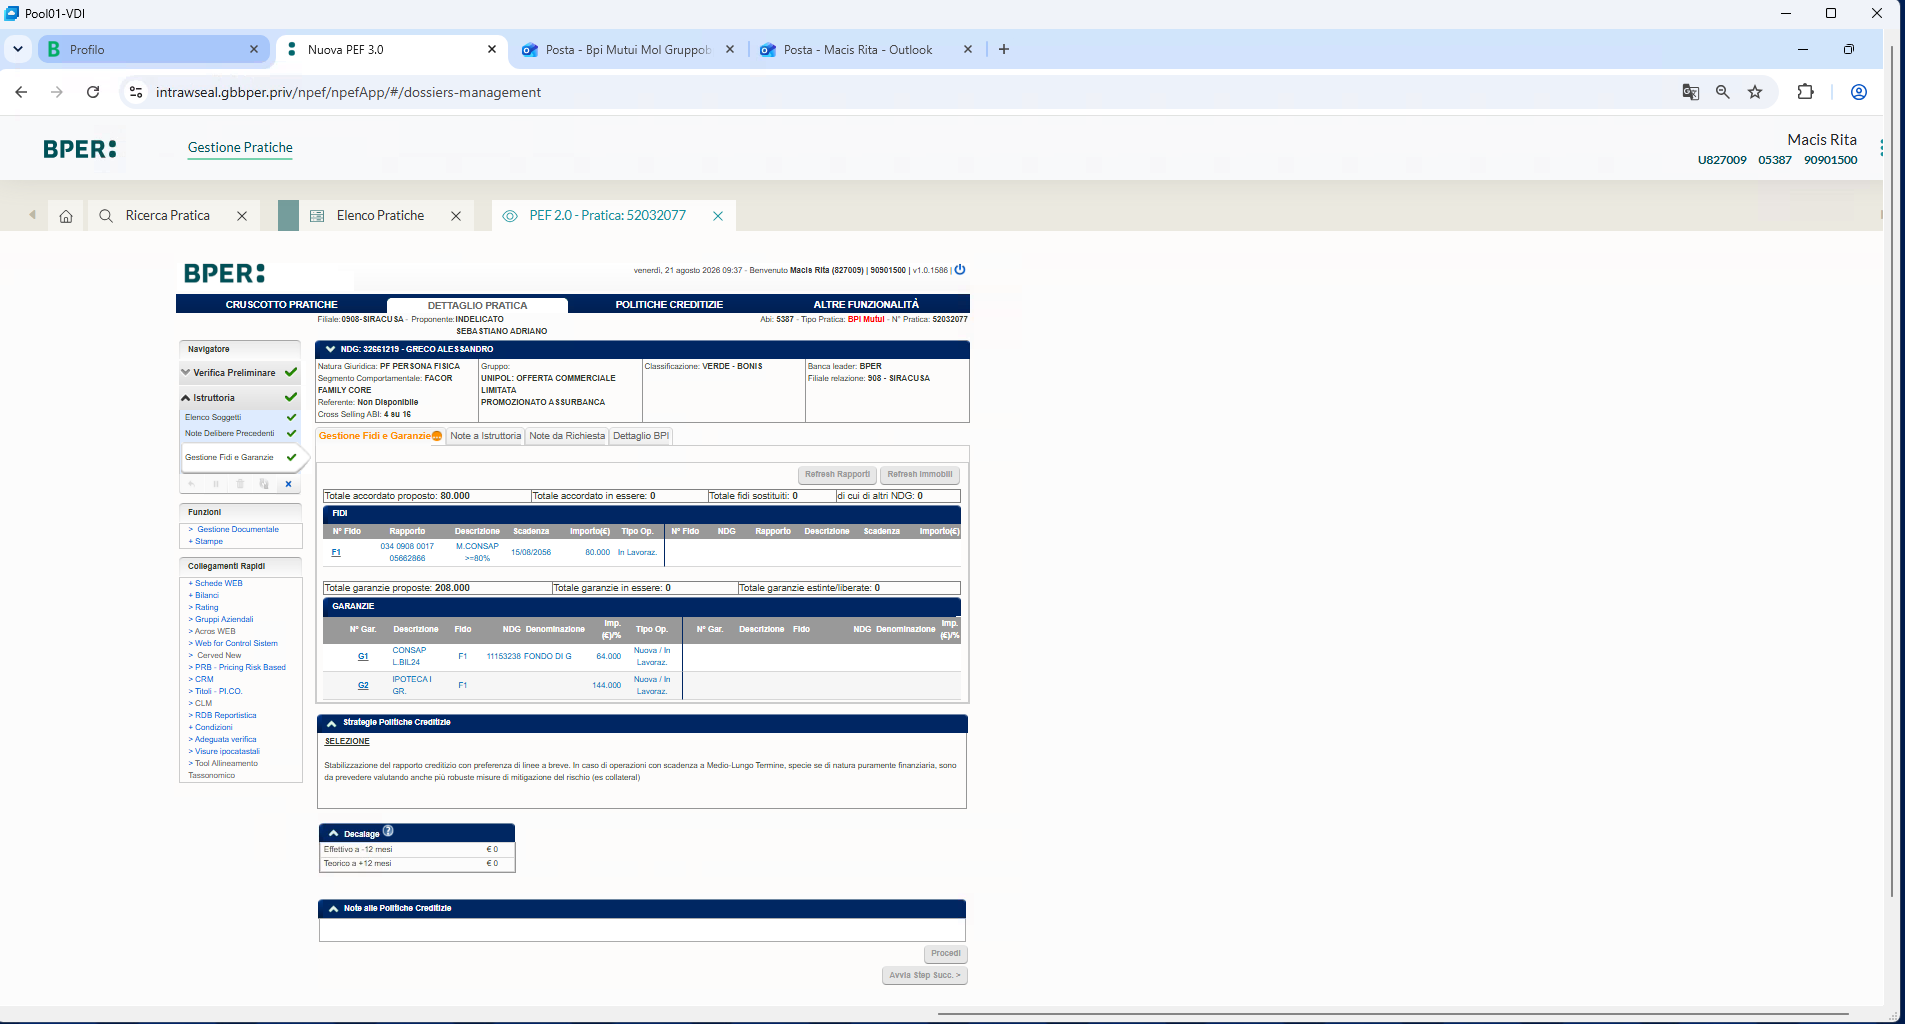 Pool01-VDI
Profilo
Nuova PEF 3.0
Posta - Bpi Mutui Mol Gruppob
Posta - Macis Rita - Outlook
intrawseal.gbbper.priv/npef/npefApp/#/dossiers-management
BPER:
Gestione Pratiche
Macis Rita
U827009 05387 90901500
Ricerca Pratica
Elenco Pratiche
PEF 2.0 - Pratica: 52032077
BPER:
venerdì, 21 agosto 2026 09:37 - Benvenuto Macis Rita (827009) | 90901500 | v1.0.1586 |
CRUSCOTTO PRATICHE DETTAGLIO PRATICA POLITICHE CREDITIZIE ALTRE FUNZIONALITÀ
Filiale: 0908-SIRACUSA - Proponente: INDELICATO SEBASTIANO ADRIANO
Abi: 5387 - Tipo Pratica: BPI Mutui - N° Pratica: 52032077
Navigatore
Verifica Preliminare
Istruttoria
Elenco Soggetti
Note Delibere Precedenti
Gestione Fidi e Garanzie
Funzioni
> Gestione Documentale
+ Stampe
Collegamenti Rapidi
+ Schede WEB
+ Bilanci
> Rating
> Gruppi Aziendali
> Acros WEB
> Web for Control Sistem
> Cerved New
> PRB - Pricing Risk Based
> CRM
> Titoli - PI.CO.
> CLM
> RDB Reportistica
+ Condizioni
> Adeguata verifica
> Visure ipocatastali
> Tool Allineamento
Tassonomico
NDG: 32661219 - GRECO ALESSANDRO
Natura Giuridica: PF PERSONA FISICA
Segmento Comportamentale: FACOR
FAMILY CORE
Referente: Non Disponibile
Cross Selling ABI: 4 su 16
Gruppo:
UNIPOL: OFFERTA COMMERCIALE
LIMITATA
PROMOZIONATO ASSURBANCA
Classificazione: VERDE - BONIS
Banca leader: BPER
Filiale relazione: 908 - SIRACUSA
Gestione Fidi e Garanzie
Note a Istruttoria
Note da Richiesta
Dettaglio BPI
Refresh Rapporti
Refresh Immobili
Totale accordato proposto: 80.000 Totale accordato in essere: 0 Totale fidi sostituiti: 0 di cui di altri NDG: 0
FIDI
N° Fido Rapporto Descrizione Scadenza Importo(€) Tipo Op. N° Fido NDG Rapporto Descrizione Scadenza Importo(€)
F1 034 0908 0017 05662866 M.CONSAP >=80% 15/08/2056 80.000 In Lavoraz.
Totale garanzie proposte: 208.000 Totale garanzie in essere: 0 Totale garanzie estinte/liberate: 0
GARANZIE
N° Gar. Descrizione Fido NDG Denominazione Imp. (€)/% Tipo Op. N° Gar. Descrizione Fido NDG Denominazione Imp. (€)/%
G1 CONSAP L.BIL24 F1 11153238 FONDO DI G 64.000 Nuova / In Lavoraz.
G2 IPOTECA I GR. F1 144.000 Nuova / In Lavoraz.
Strategie Politiche Creditizie
SELEZIONE
Stabilizzazione del rapporto creditizio con preferenza di linee a breve. In caso di operazioni con scadenza a Medio-Lungo Termine, specie se di natura puramente finanziaria, sono
da prevedere valutando anche più robuste misure di mitigazione del rischio (es collateral)
Decalage ?
Effettivo a -12 mesi € 0
Teorico a +12 mesi € 0
Note alle Politiche Creditizie
Procedi
Avvia Step Succ. >